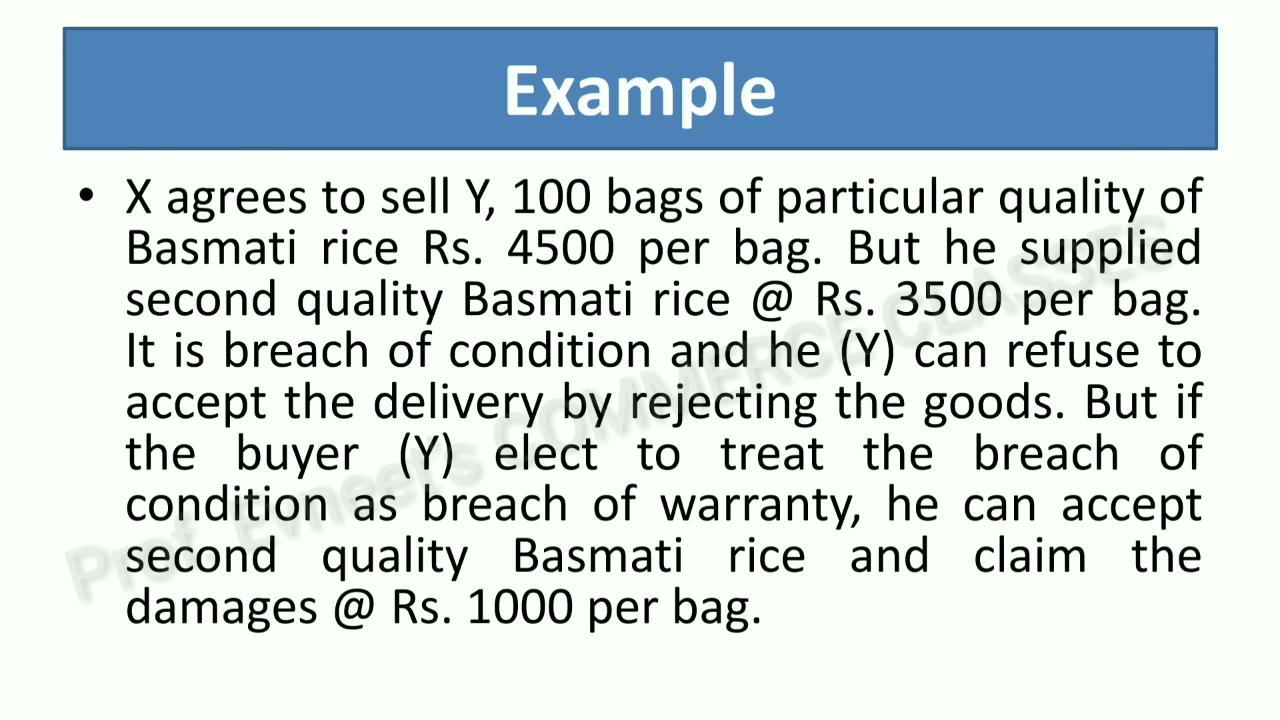 Example
• X agrees to sell Y, 100 bags of particular quality of
Basmati rice Rs. 4500 per bag. But he supplied
second quality Basmati rice @ Rs. 3500 per bag.
It is breach of condition and he (Y) can refuse to
accept the delivery by rejecting the goods. But if
the buyer (Y) elect to treat the breach of
condition as breach of warranty, he can accept
second quality Basmati rice and claim the
damages @ Rs. 1000 per bag.
Prof. COMMERCE CLASSES